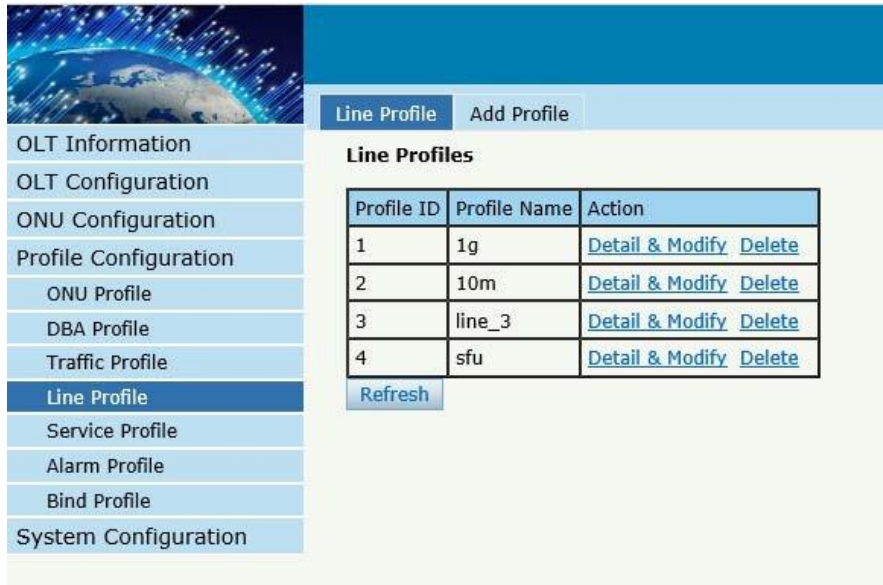 Line Profile Add Profile
OLT Information
OLT Configuration
ONU Configuration
Profile Configuration
ONU Profile
DBA Profile
Traffic Profile
Line Profile
Service Profile
Alarm Profile
Bind Profile
System Configuration
Line Profiles
Profile ID Profile Name Action
1 1g Detail & Modify Delete
2 10m Detail & Modify Delete
3 line_3 Detail & Modify Delete
4 sfu Detail & Modify Delete
Refresh